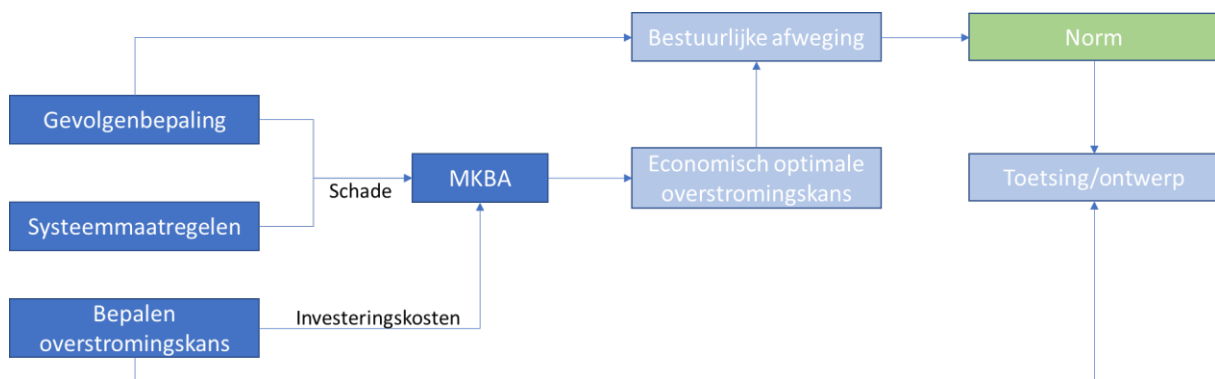 Bestuurlijke afweging
Norm
Gevolgenbepaling
Schade
MKBA
Economisch optimale
overstromingskans
Toetsing/ontwerp
Systeemmaatregelen
Bepalen
overstromingskans
Investeringskosten